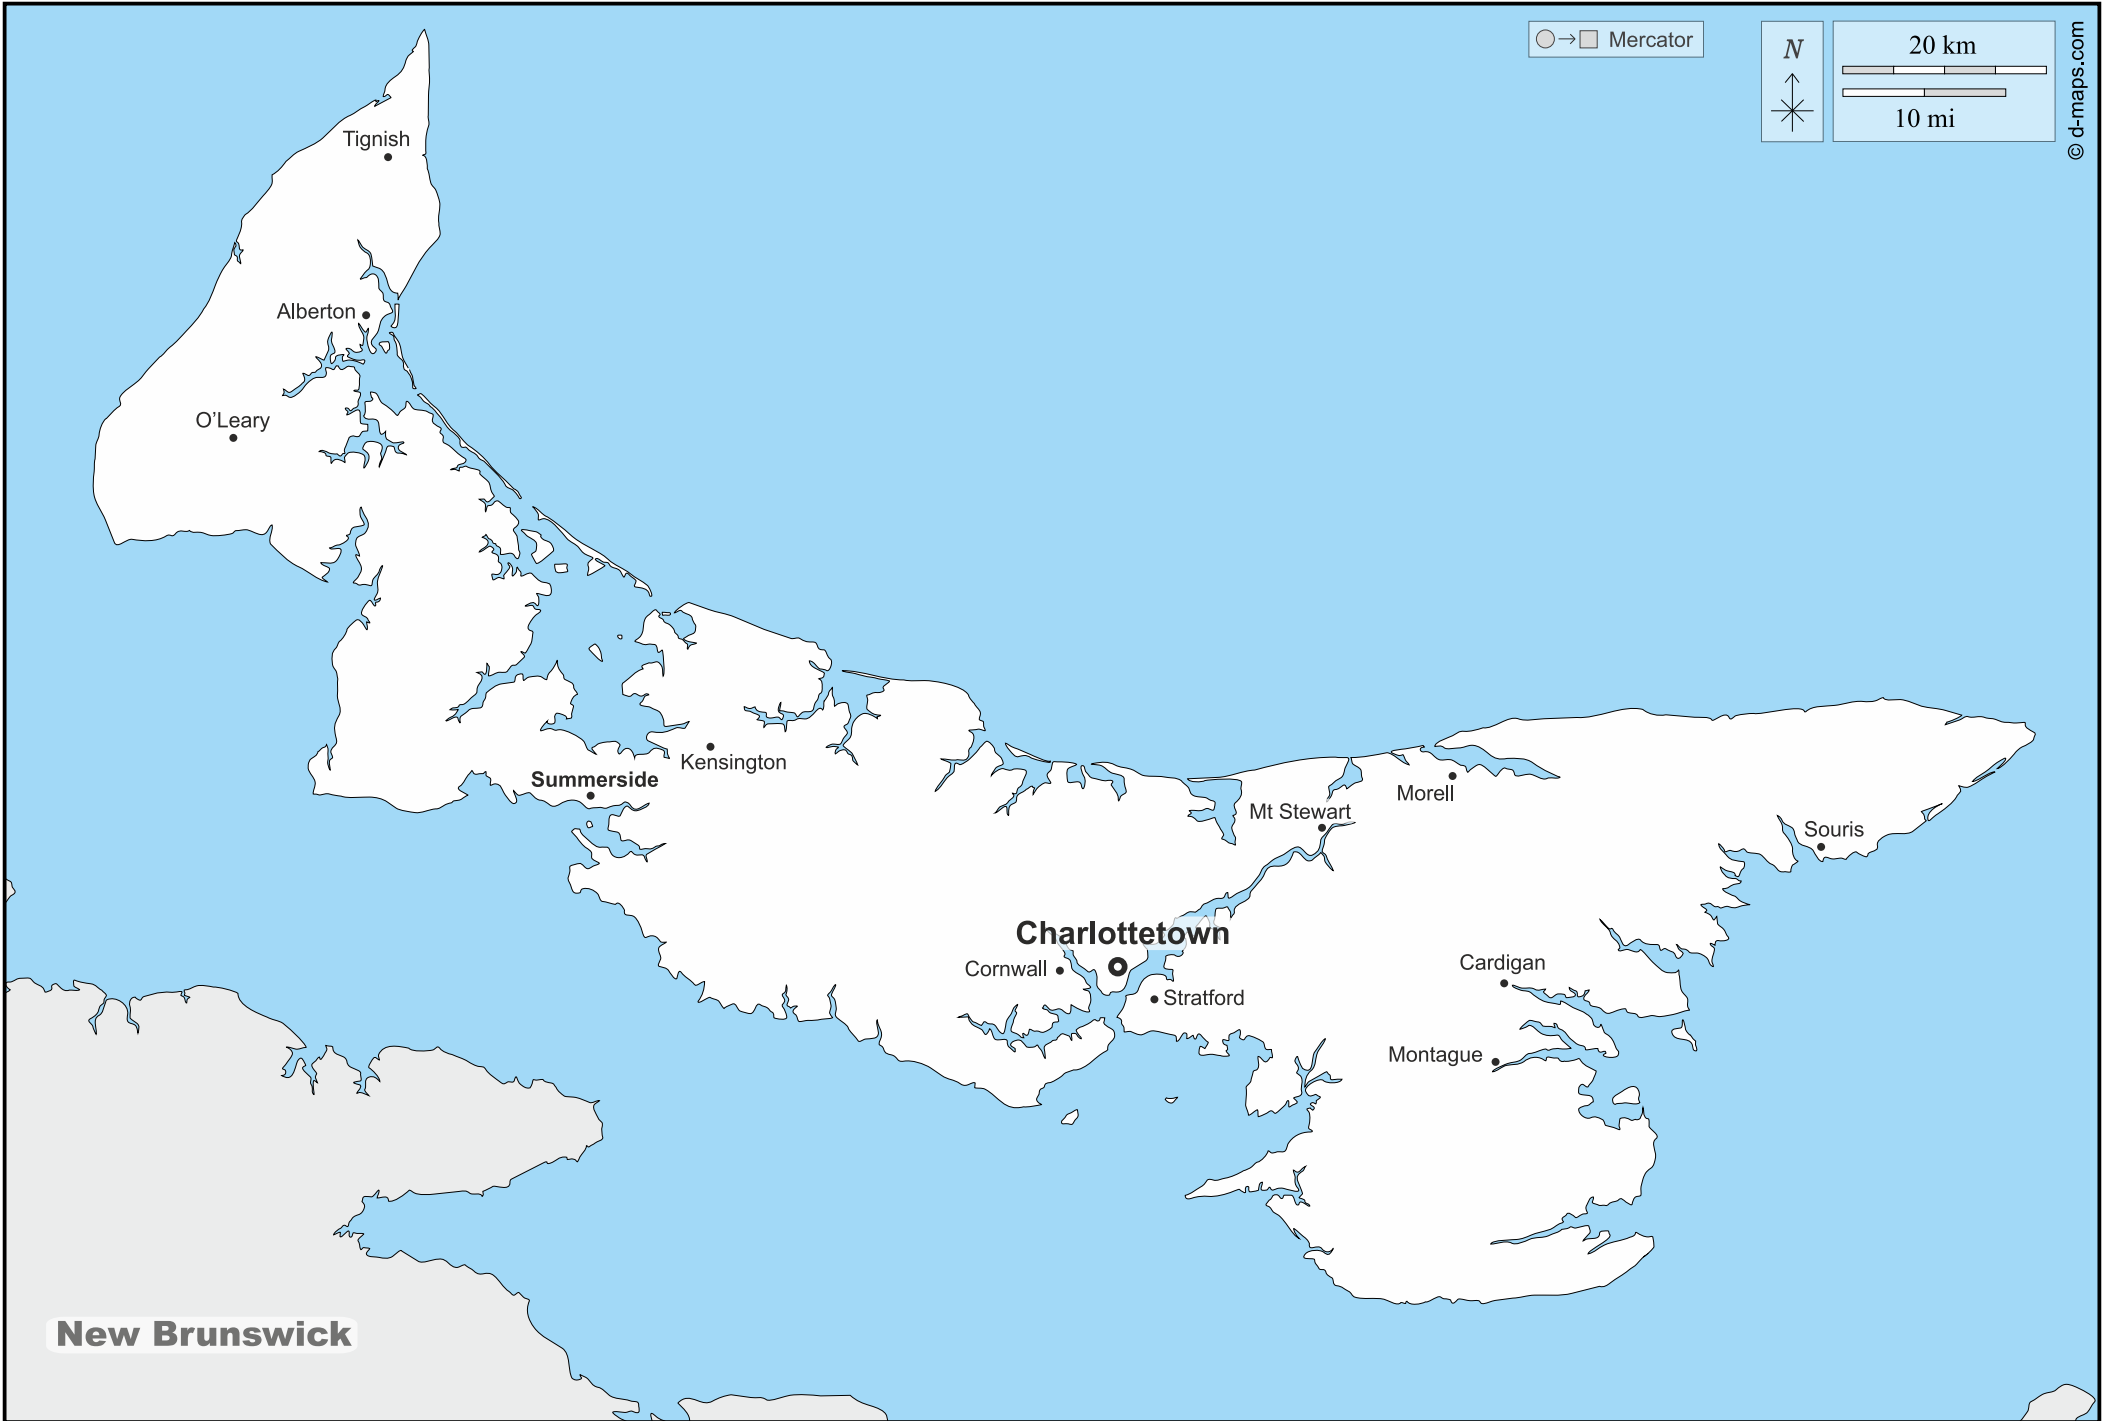 Mercator
N
20 km
10 mi
© d-maps.com
Tignish
Alberton
O'Leary
Kensington
Summerside
Mt Stewart
Morell
Souris
Charlottetown
Cornwall
Stratford
Cardigan
Montague
New Brunswick